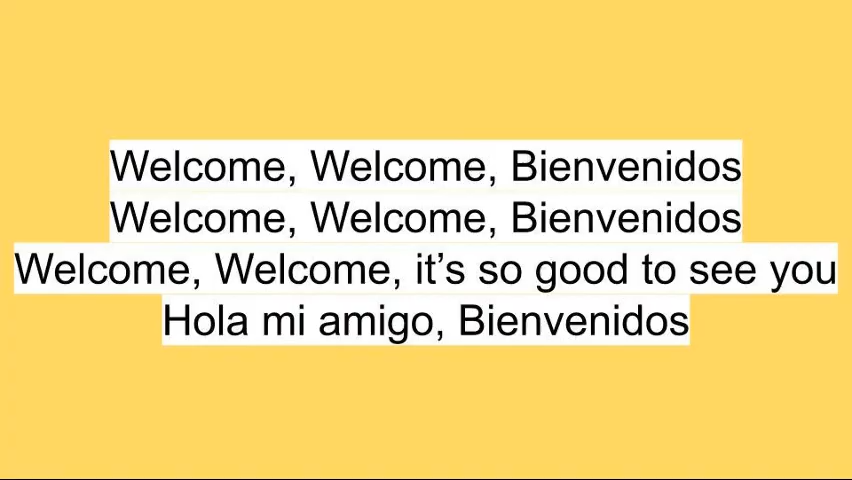 Welcome, Welcome, Bienvenidos
Welcome, Welcome, Bienvenidos
Welcome, Welcome, it’s so good to see you
Hola mi amigo, Bienvenidos